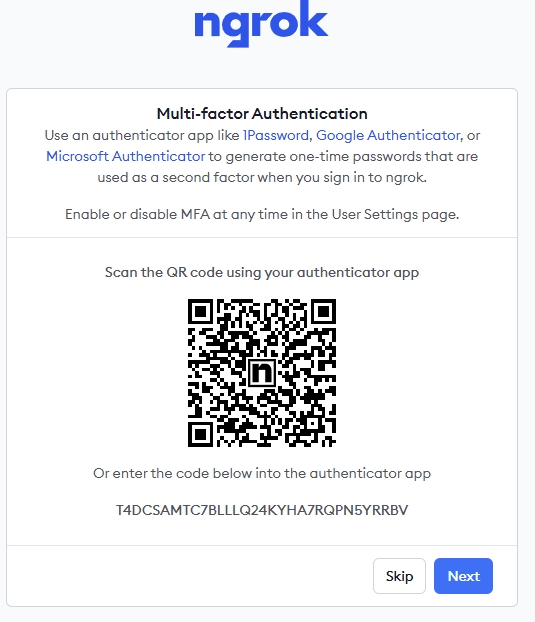 ngrok
Multi-factor Authentication
Use an authenticator app like 1Password, Google Authenticator, or
Microsoft Authenticator to generate one-time passwords that are
used as a second factor when you sign in to ngrok.
Enable or disable MFA at any time in the User Settings page.
Scan the QR code using your authenticator app
n
Or enter the code below into the authenticator app
T4DCSAMTC7BLLLQ24KYHA7RQPN5YRRBV
Skip
Next